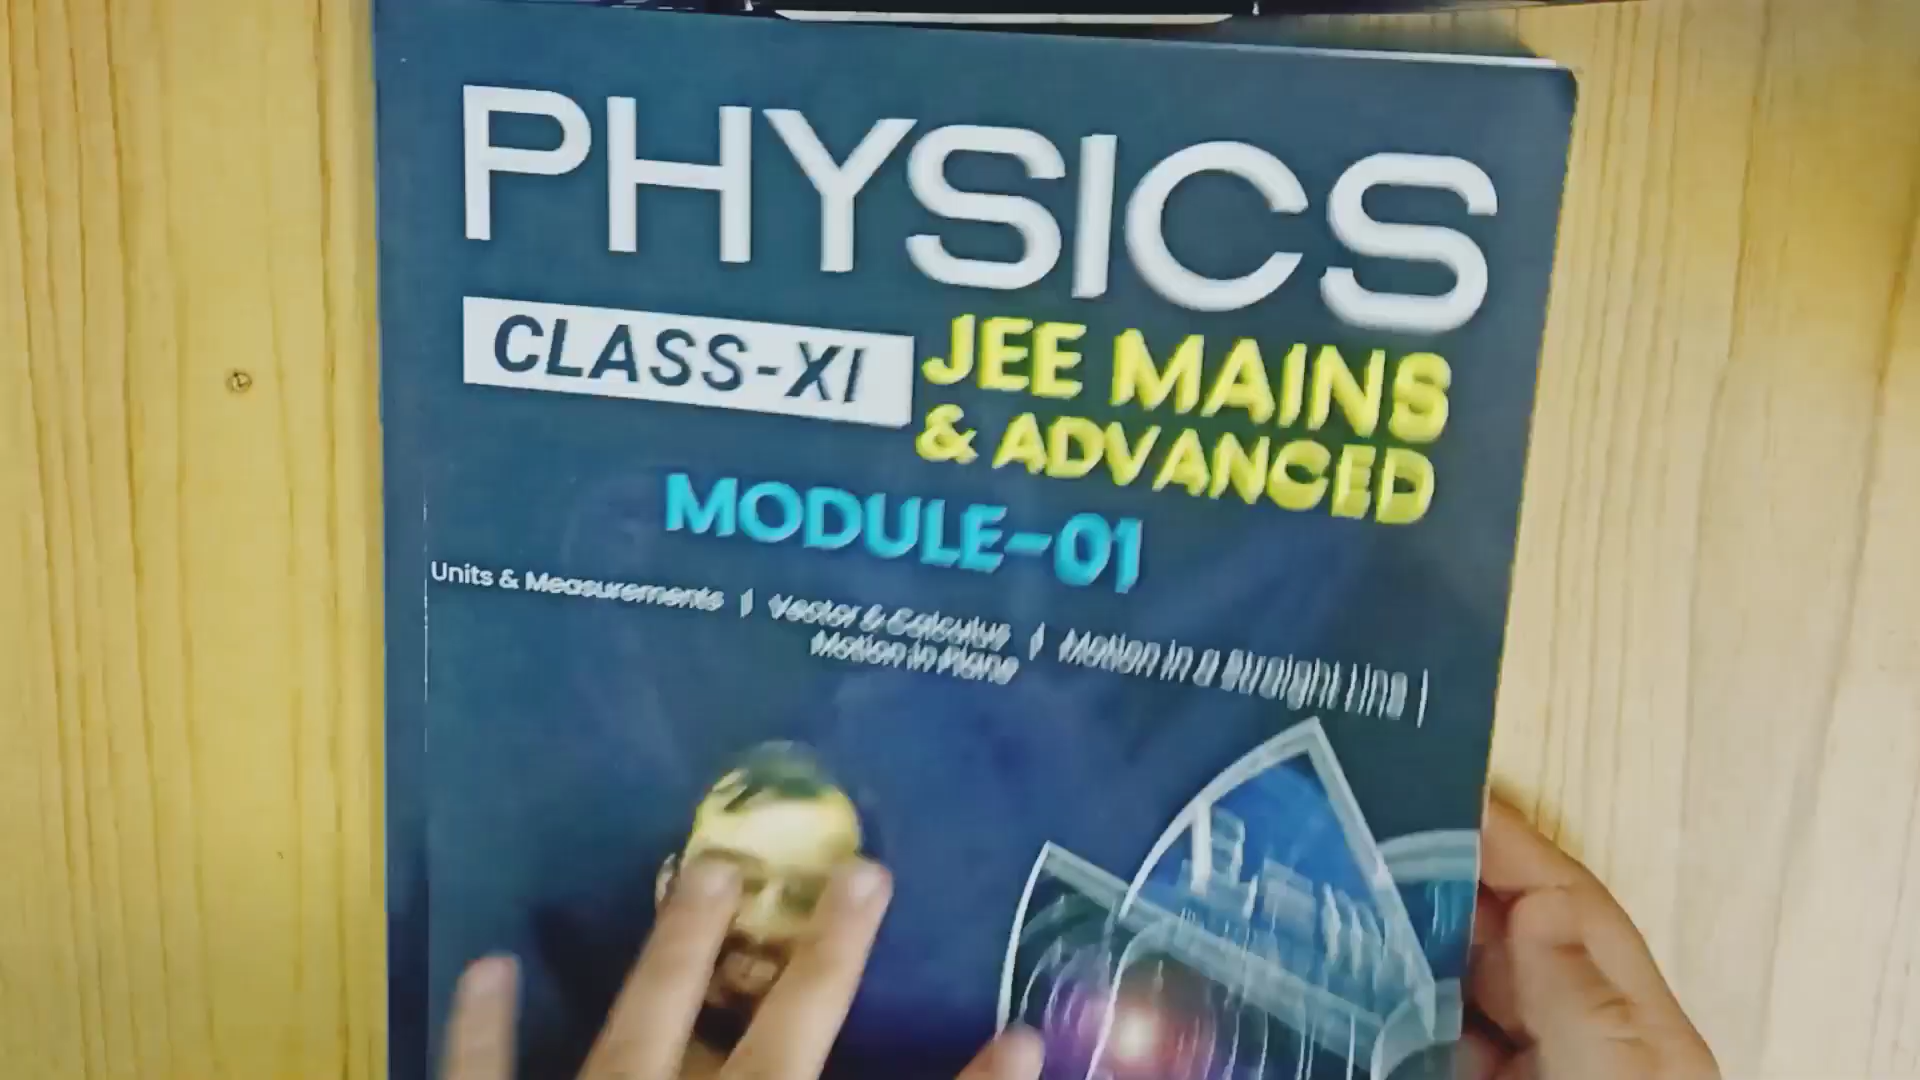 PHYSICS
CLASS-XI
JEE MAINS
& ADVANCED
MODULE-01
Units & Measurements | Vector & Calculus | Motion in a Straight Line |
Motion in Plane